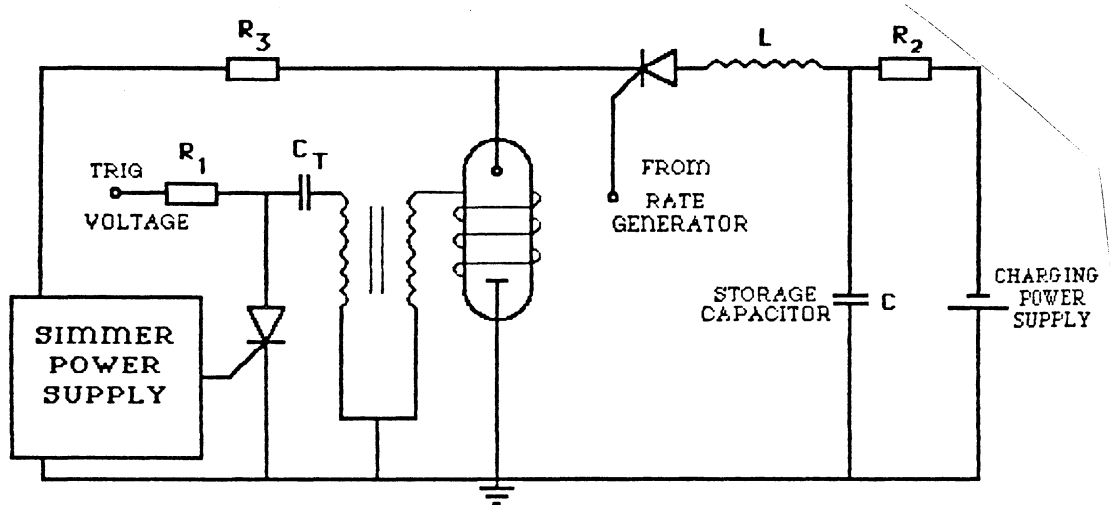 R3
L
R2
TRIG
VOLTAGE
R1
CT
FROM
RATE
GENERATOR
SIMMER
POWER
SUPPLY
STORAGE
CAPACITOR
C
CHARGING
POWER
SUPPLY